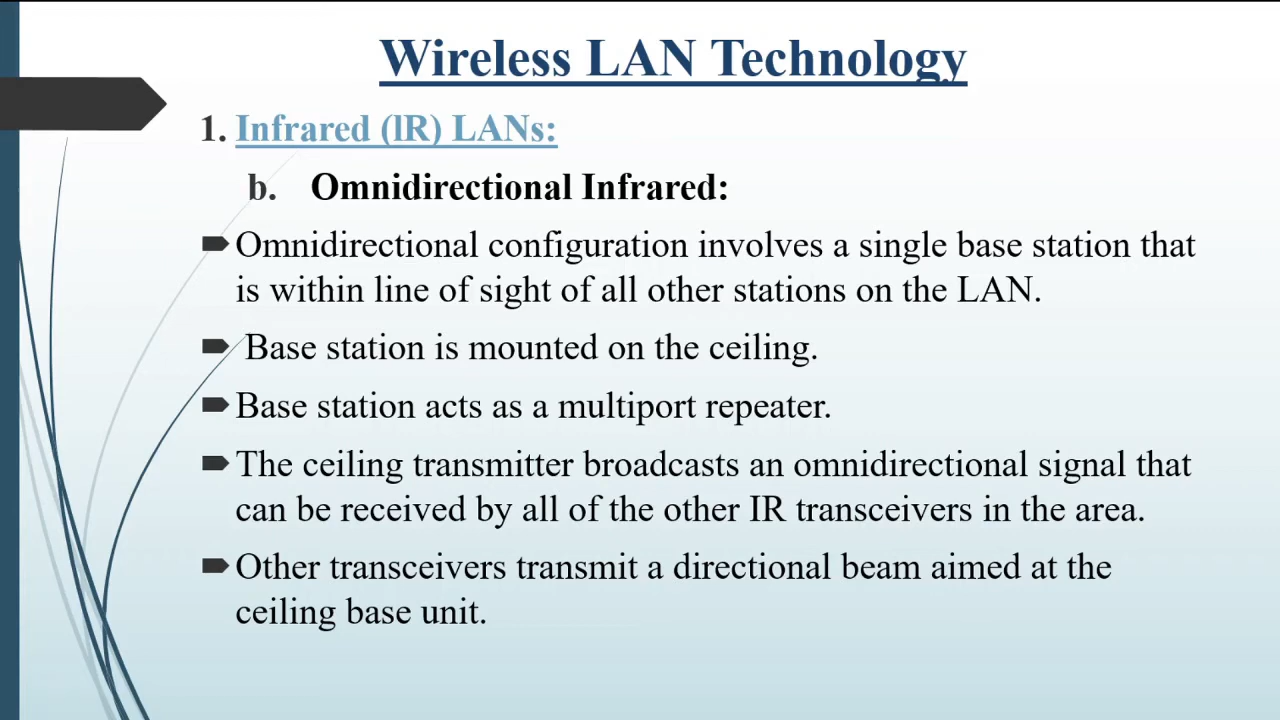 Wireless LAN Technology
1. Infrared (lR) LANs:
b. Omnidirectional Infrared:
Omnidirectional configuration involves a single base station that
is within line of sight of all other stations on the LAN.
Base station is mounted on the ceiling.
Base station acts as a multiport repeater.
The ceiling transmitter broadcasts an omnidirectional signal that
can be received by all of the other IR transceivers in the area.
Other transceivers transmit a directional beam aimed at the
ceiling base unit.